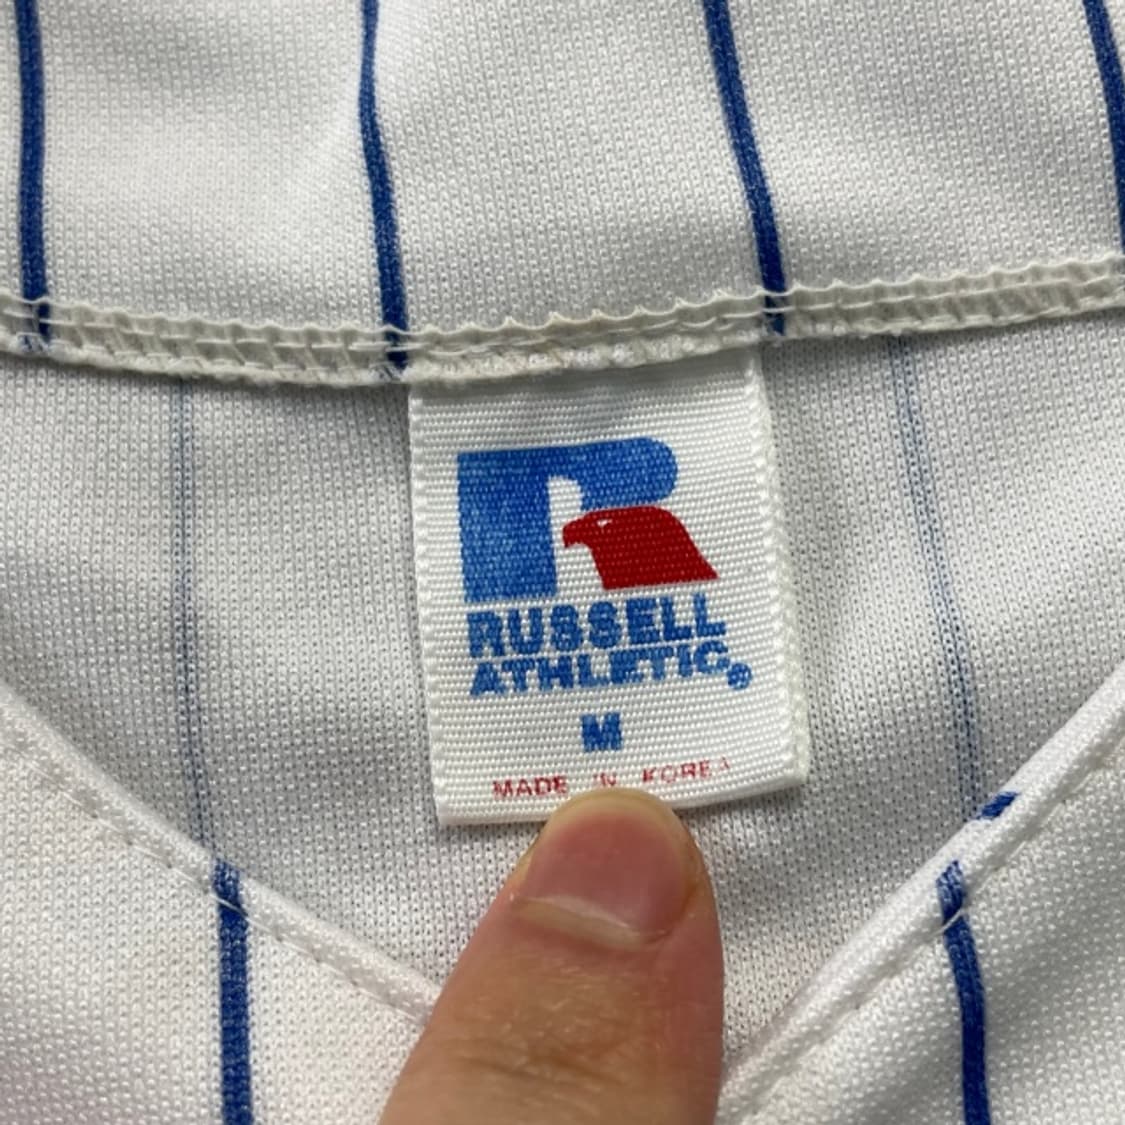 RUSSELL
ATHLETIC®
M
MADE IN KOREA